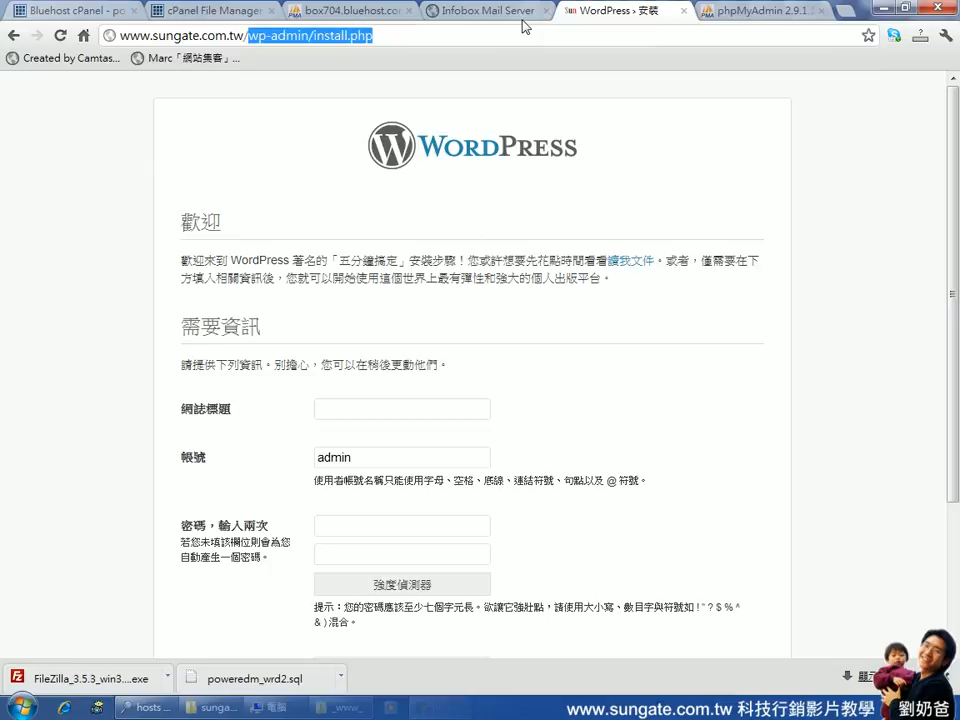 Bluehost cPanel - po
cPanel File Manager
box704.bluehost.co
Infobox Mail Server
WordPress › 安裝
phpMyAdmin 2.9.1.
www.sungate.com.tw/wp-admin/install.php
Created by Camtas...
Marc「網站集客」...
WORDPRESS
歡迎
歡迎來到 WordPress 著名的「五分鐘搞定」安裝步驟！您或許想要先花點時間看看讀我文件。或者，僅需要在下
方填入相關資訊後，您就可以開始使用這個世界上最有彈性和強大的個人出版平台。
需要資訊
請提供下列資訊。別擔心，您可以在稍後更動他們。
網誌標題
帳號
admin
使用者帳號名稱只能使用字母、空格、底線、連結符號、句點以及 @ 符號。
密碼，輸入兩次
若您未填該欄位則會為您
自動產生一個密碼。
強度偵測器
提示：您的密碼應該至少七個字元長。欲讓它強壯點，請使用大小寫、數目字與符號如 ! " ? $ % ^
& ) 混合。
FileZilla_3.5.3_win3....exe
poweredm_wrd2.sql
hosts ...
sunga...
電腦
_www_
www.sungate.com.tw 科技行銷影片教學
劉奶爸